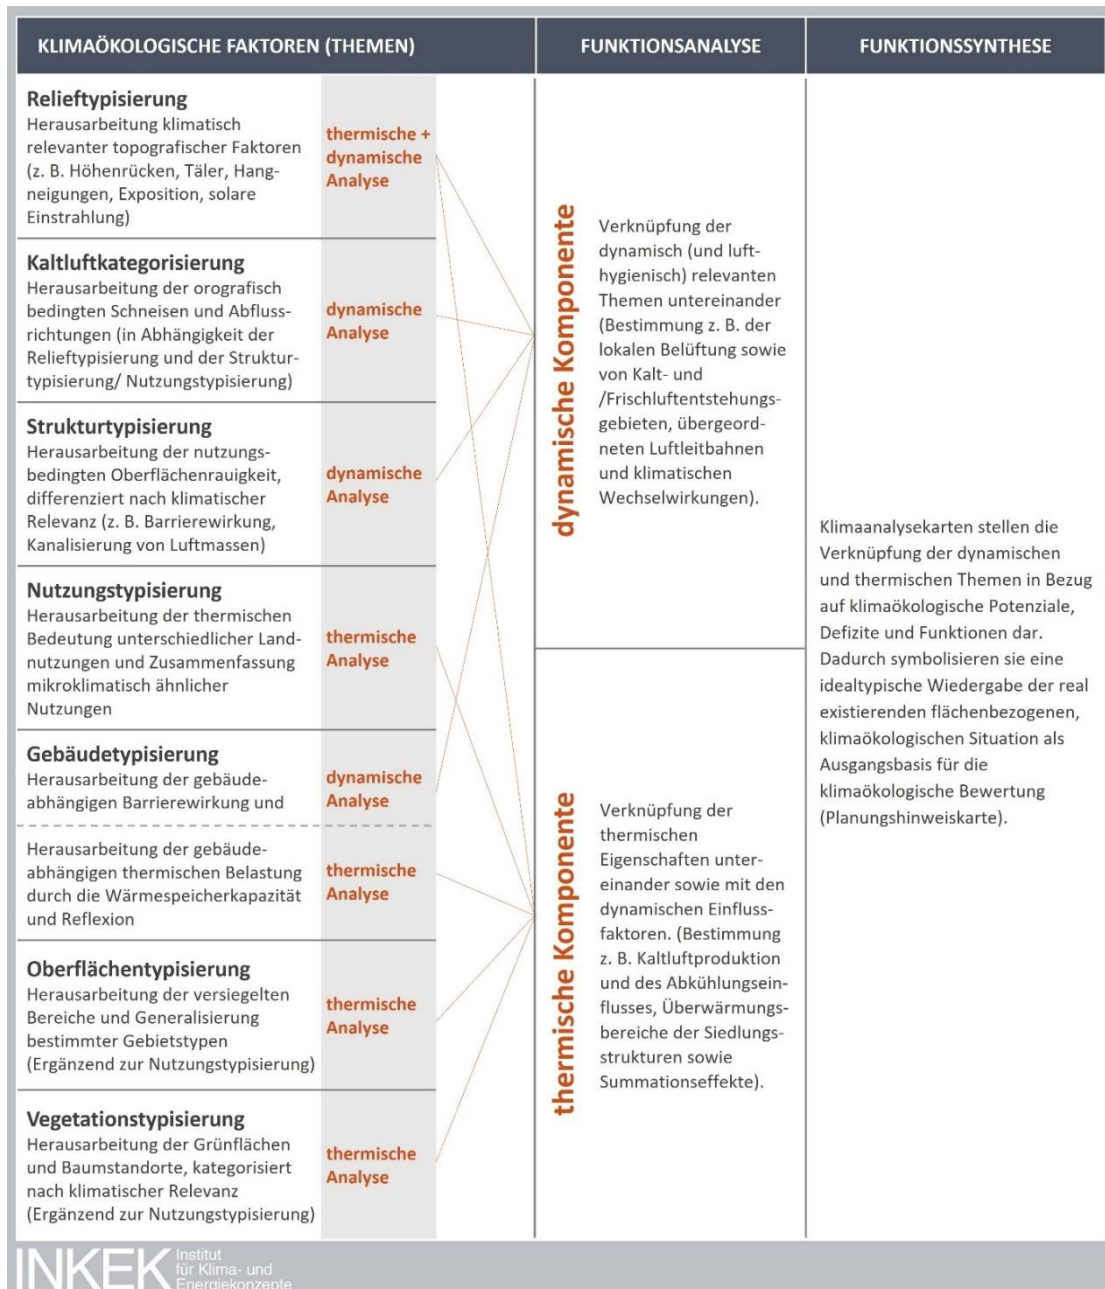 KLIMAÖKOLOGISCHE FAKTOREN (THEMEN)
FUNKTIONSANALYSE
FUNKTIONSSYNTHESE
Relieftypisierung
Herausarbeitung klimatisch
relevanter topografischer Faktoren
(z. B. Höhenrücken, Täler, Hang-
neigungen, Exposition, solare
Einstrahlung)
thermische +
dynamische
Analyse
Kaltluftkategorisierung
Herausarbeitung der orografisch
bedingten Schneisen und Abfluss-
richtungen (in Abhängigkeit der
Relieftypisierung und der Struktur-
typisierung/ Nutzungstypisierung)
dynamische
Analyse
Strukturtypisierung
Herausarbeitung der nutzungs-
bedingten Oberflächenrauigkeit,
differenziert nach klimatischer
Relevanz (z. B. Barrierewirkung,
Kanalisierung von Luftmassen)
dynamische
Analyse
Nutzungstypisierung
Herausarbeitung der thermischen
Bedeutung unterschiedlicher Land-
nutzungen und Zusammenfassung
mikroklimatisch ähnlicher
Nutzungen
thermische
Analyse
Gebäudetypisierung
Herausarbeitung der gebäude-
abhängigen Barrierewirkung und
dynamische
Analyse
Herausarbeitung der gebäude-
abhängigen thermischen Belastung
durch die Wärmespeicherkapazität
und Reflexion
thermische
Analyse
Oberflächentypisierung
Herausarbeitung der versiegelten
Bereiche und Generalisierung
bestimmter Gebietstypen
(Ergänzend zur Nutzungstypisierung)
thermische
Analyse
Vegetationstypisierung
Herausarbeitung der Grünflächen
und Baumstandorte, kategorisiert
nach klimatischer Relevanz
(Ergänzend zur Nutzungstypisierung)
thermische
Analyse
dynamische Komponente
Verknüpfung der
dynamisch (und luft-
hygienisch) relevanten
Themen untereinander
(Bestimmung z. B. der
lokalen Belüftung sowie
von Kalt- und
/Frischluftentstehungs-
gebieten, übergeord-
neten Luftleitbahnen
und klimatischen
Wechselwirkungen).
thermische Komponente
Verknüpfung der
thermischen
Eigenschaften unter-
einander sowie mit den
dynamischen Einfluss-
faktoren. (Bestimmung
z. B. Kaltluftproduktion
und des Abkühlungsein-
flusses, Überwärmungs-
bereiche der Siedlungs-
strukturen sowie
Summationseffekte).
Klimaanalysekarten stellen die
Verknüpfung der dynamischen
und thermischen Themen in Bezug
auf klimaökologische Potenziale,
Defizite und Funktionen dar.
Dadurch symbolisieren sie eine
idealtypische Wiedergabe der real
existierenden flächenbezogenen,
klimaökologischen Situation als
Ausgangsbasis für die
klimaökologische Bewertung
(Planungshinweiskarte).
INKEK
Institut
für Klima- und
Energiekonzepte